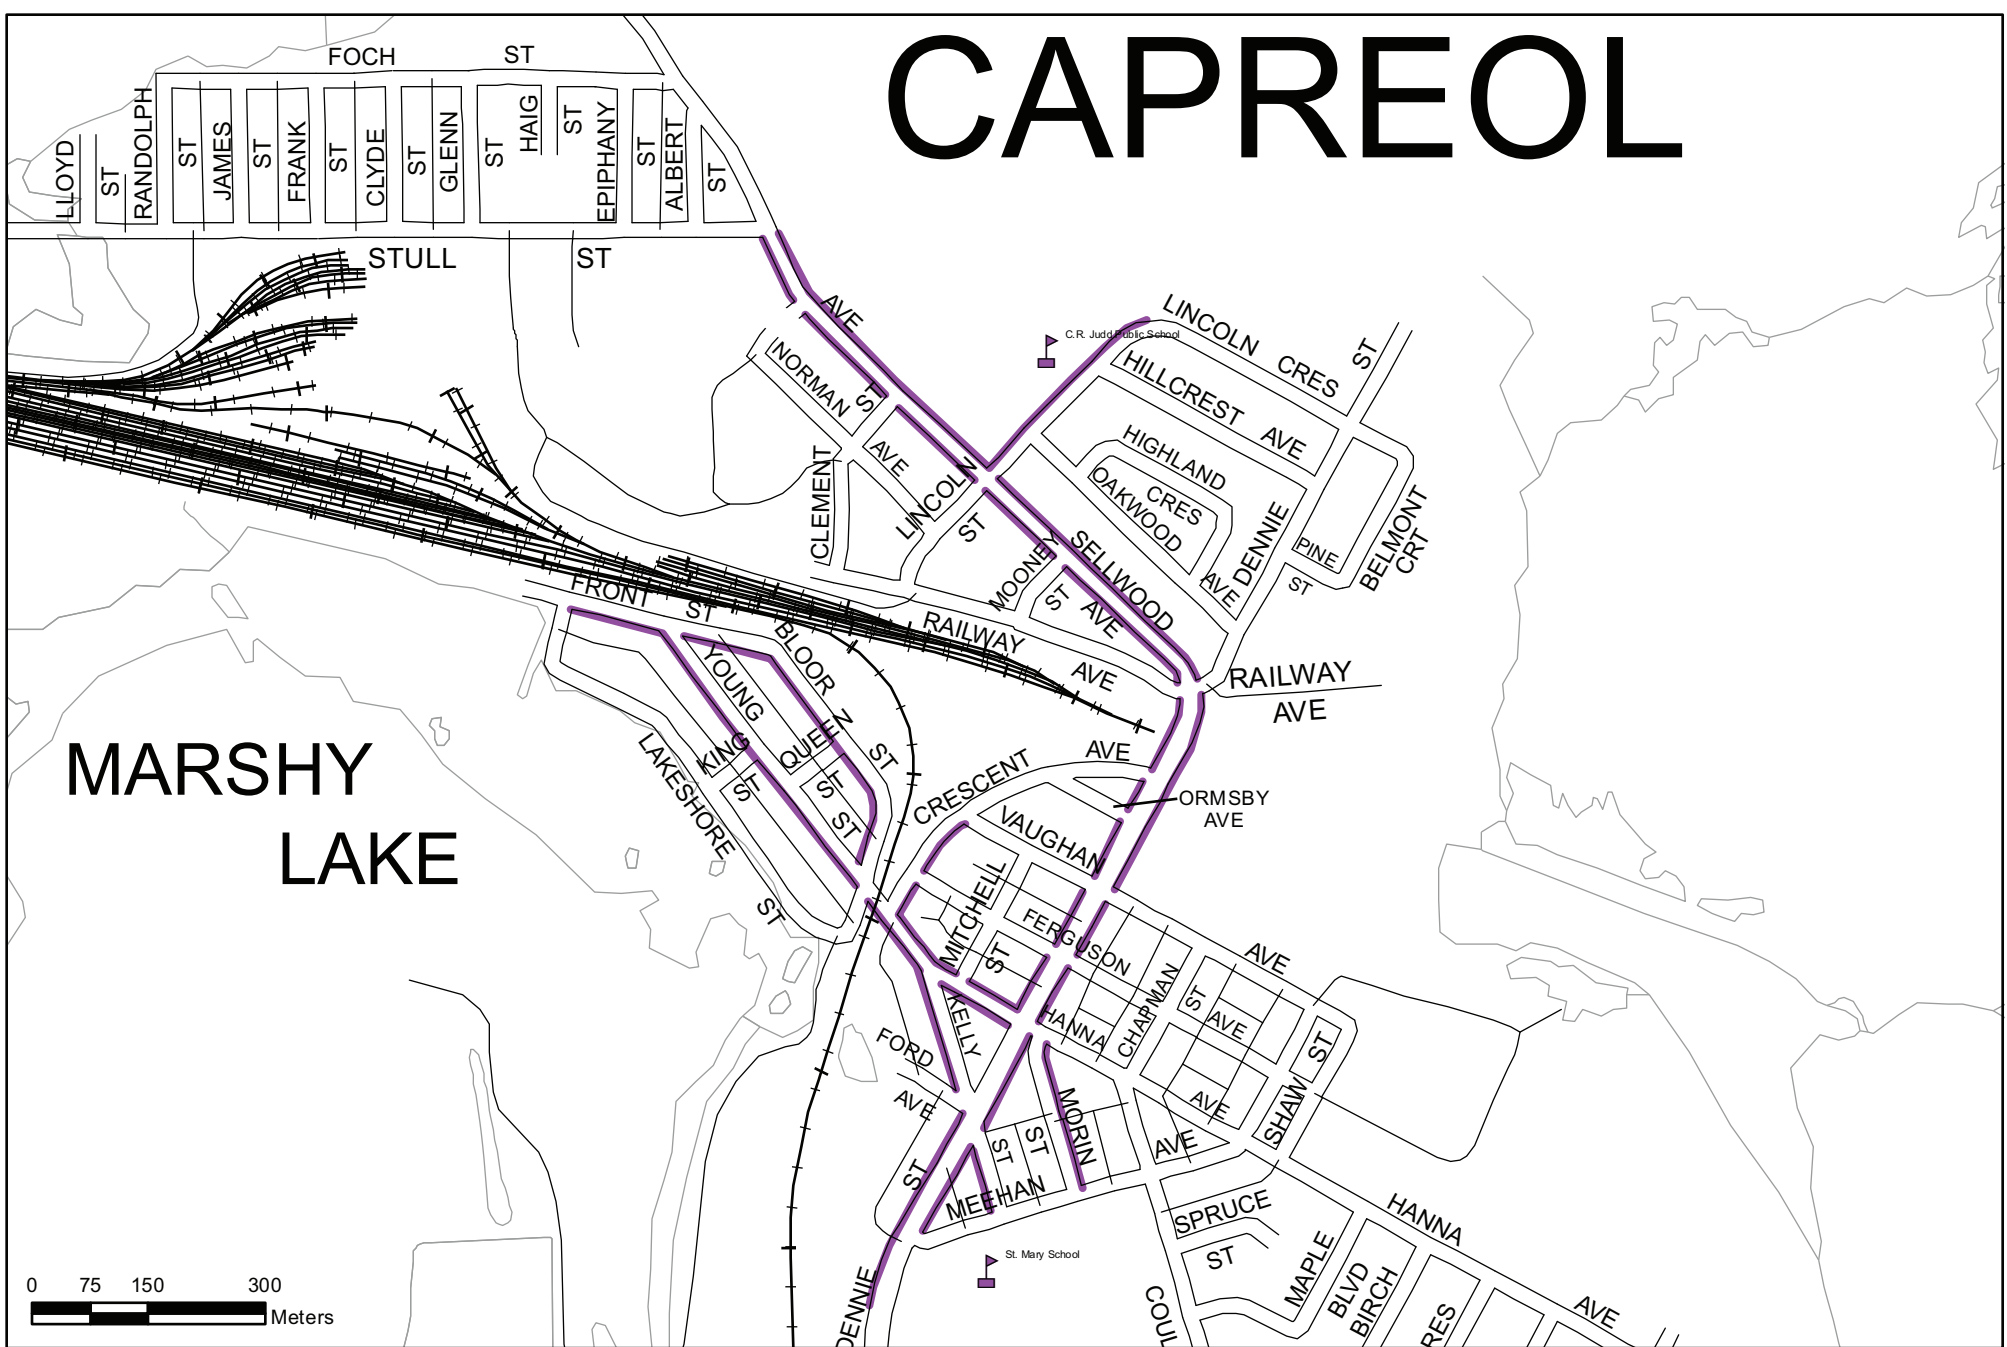 CAPREOL
FOCH ST
LLOYD ST
RANDOLPH ST
JAMES ST
FRANK ST
CLYDE ST
GLENN ST
HAIG ST
EPIPHANY ST
ALBERT ST
STULL ST
AVE
C.R. Judd Public School
LINCOLN CRES
ST
NORMAN ST
HILLCREST AVE
HIGHLAND CRES
AVE
CLEMENT
LINCOLN ST
OAKWOOD AVE
DENNIE
BELMONT CRT
PINE ST
MOONEY ST
SELLWOOD AVE
FRONT ST
RAILWAY AVE
RAILWAY AVE
BLOOR ST
YOUNG ST
KING ST
QUEEN ST
LAKESHORE ST
MARSHY LAKE
CRESCENT AVE
ORMSBY AVE
VAUGHAN AVE
MITCHELL ST
FERGUSON AVE
CHAPMAN ST
HANNA AVE
KELLY ST
FORD AVE
SHAW ST
MORIN ST
MEEHAN AVE
ST
St. Mary School
SPRUCE ST
HANNA AVE
MAPLE
BLVD
BIRCH
RES
COUL
DENNIE
0 75 150 300
Meters